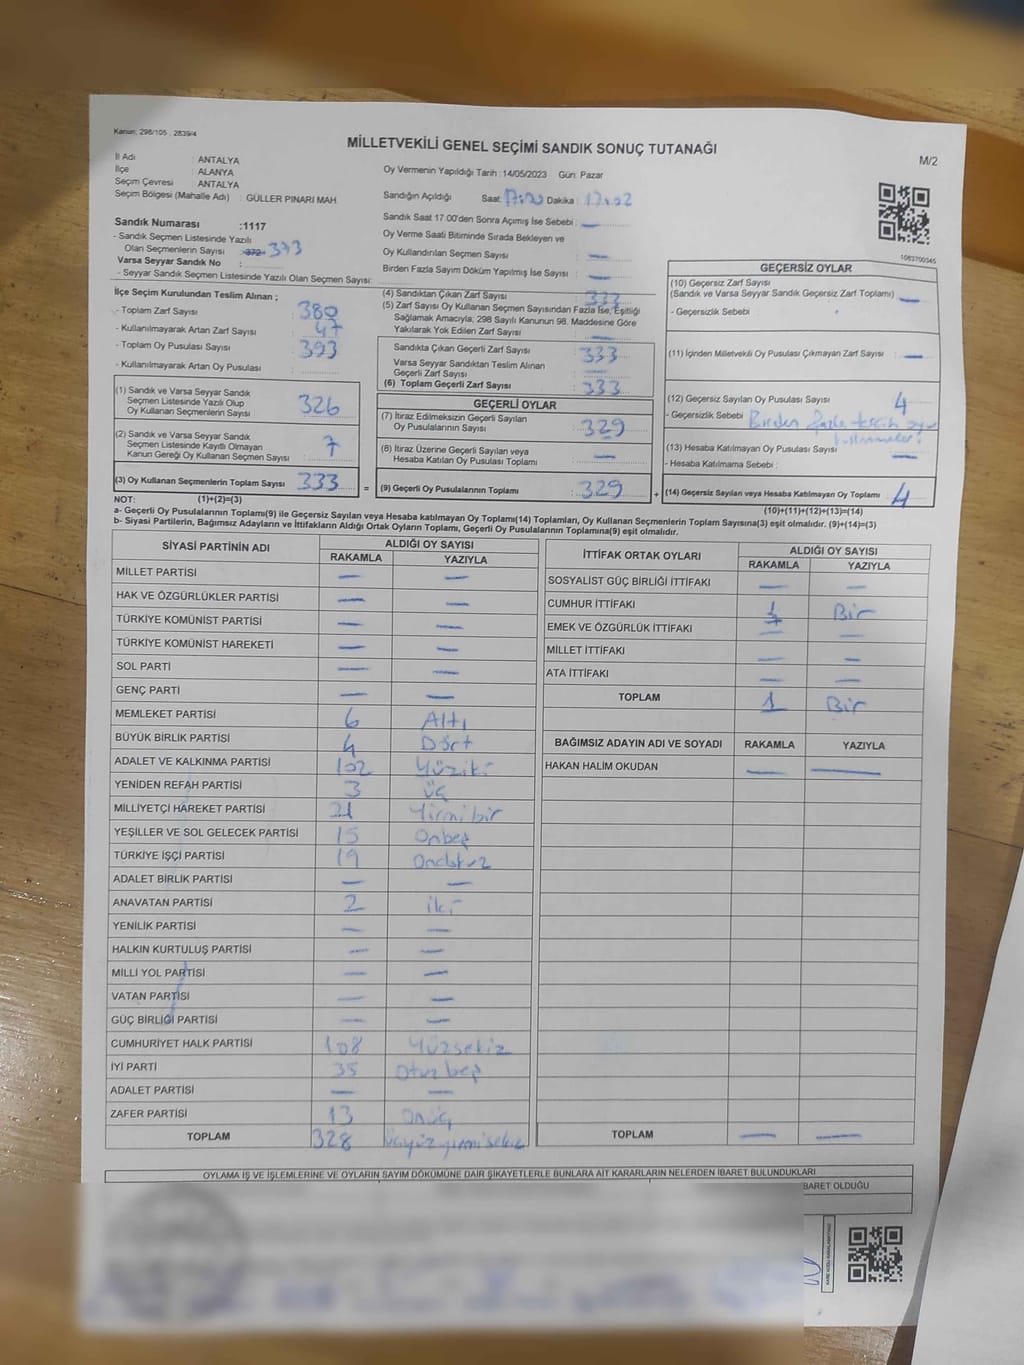 Kanun; 298/105 , 2839/4
MİLLETVEKİLİ GENEL SEÇİMİ SANDIK SONUÇ TUTANAĞI
M/2
İl Adı : ANTALYA
İlçe : ALANYA
Seçim Çevresi : ANTALYA
Seçim Bölgesi (Mahalle Adı) : GÜLLER PINARI MAH
Sandık Numarası :1117
- Sandık Seçmen Listesinde Yazılı
Olan Seçmenlerin Sayısı : 372 373
Varsa Seyyar Sandık No :
- Seyyar Sandık Seçmen Listesinde Yazılı Olan Seçmen Sayısı:
Oy Vermenin Yapıldığı Tarih :14/05/2023 Gün: Pazar
Sandığın Açıldığı Saat: Dakika : 17:02
Sandık Saat 17.00'den Sonra Açımış İse Sebebi : —
Oy Verme Saati Bitiminde Sırada Bekleyen ve
Oy Kullandırılan Seçmen Sayısı : —
Birden Fazla Sayım Döküm Yapılmış İse Sayısı : —
1083700345
İlçe Seçim Kurulundan Teslim Alınan ;
- Toplam Zarf Sayısı : 380
- Kullanılmayarak Artan Zarf Sayısı : 47
- Toplam Oy Pusulası Sayısı : 393
- Kullanılmayarak Artan Oy Pusulası :
(1) Sandık ve Varsa Seyyar Sandık
Seçmen Listesinde Yazılı Olup
Oy Kullanan Seçmenlerin Sayısı : 326
(2) Sandık ve Varsa Seyyar Sandık
Seçmen Listesinde Kayıtlı Olmayan
Kanun Gereği Oy Kullanan Seçmen Sayısı : 7
(3) Oy Kullanan Seçmenlerin Toplam Sayısı : 333 =
(4) Sandıktan Çıkan Zarf Sayısı : 333
(5) Zarf Sayısı Oy Kullanan Seçmen Sayısından Fazla İse, Eşitliği
Sağlamak Amacıyla; 298 Sayılı Kanunun 98. Maddesine Göre
Yakılarak Yok Edilen Zarf Sayısı : —
Sandıkta Çıkan Geçerli Zarf Sayısı : 333
Varsa Seyyar Sandıktan Teslim Alınan
Geçerli Zarf Sayısı :
(6) Toplam Geçerli Zarf Sayısı : 333
GEÇERLİ OYLAR
(7) İtiraz Edilmeksizin Geçerli Sayılan
Oy Pusulalarının Sayısı : 329
(8) İtiraz Üzerine Geçerli Sayılan veya
Hesaba Katılan Oy Pusulası Toplamı : —
(9) Geçerli Oy Pusulalarının Toplamı : 329 +
GEÇERSİZ OYLAR
(10) Geçersiz Zarf Sayısı
(Sandık ve Varsa Seyyar Sandık Geçersiz Zarf Toplamı) : —
- Geçersizlik Sebebi :
(11) İçinden Milletvekili Oy Pusulası Çıkmayan Zarf Sayısı : —
(12) Geçersiz Sayılan Oy Pusulası Sayısı : 4
- Geçersizlik Sebebi : Birden fazla tercih
(13) Hesaba Katılmayan Oy Pusulası Sayısı : —
- Hesaba Katılmama Sebebi :
(14) Geçersiz Sayılan veya Hesaba Katılmayan Oy Toplamı : 4
NOT: (1)+(2)=(3)
(10)+(11)+(12)+(13)=(14)
a- Geçerli Oy Pusulalarının Toplamı(9) ile Geçersiz Sayılan veya Hesaba katılmayan Oy Toplamı(14) Toplamları, Oy Kullanan Seçmenlerin Toplam Sayısına(3) eşit olmalıdır. (9)+(14)=(3)
b- Siyasi Partilerin, Bağımsız Adayların ve İttifakların Aldığı Ortak Oyların Toplamı, Geçerli Oy Pusulalarının Toplamına(9) eşit olmalıdır.
SİYASİ PARTİNİN ADI ALDIĞI OY SAYISI
RAKAMLA YAZIYLA
MİLLET PARTİSİ — —
HAK VE ÖZGÜRLÜKLER PARTİSİ — —
TÜRKİYE KOMÜNİST PARTİSİ — —
TÜRKİYE KOMÜNİST HAREKETİ — —
SOL PARTİ — —
GENÇ PARTİ — —
MEMLEKET PARTİSİ 6 Altı
BÜYÜK BİRLİK PARTİSİ 4 Dört
ADALET VE KALKINMA PARTİSİ 102 Yüziki
YENİDEN REFAH PARTİSİ 3 Üç
MİLLİYETÇİ HAREKET PARTİSİ 21 Yirmibir
YEŞİLLER VE SOL GELECEK PARTİSİ 15 Onbeş
TÜRKİYE İŞÇİ PARTİSİ 19 Ondokuz
ADALET BİRLİK PARTİSİ — —
ANAVATAN PARTİSİ 2 iki
YENİLİK PARTİSİ — —
HALKIN KURTULUŞ PARTİSİ — —
MİLLİ YOL PARTİSİ — —
VATAN PARTİSİ — —
GÜÇ BİRLİĞİ PARTİSİ — —
CUMHURİYET HALK PARTİSİ 108 Yüzsekiz
İYİ PARTİ 35 Otuzbeş
ADALET PARTİSİ — —
ZAFER PARTİSİ 13 Onüç
TOPLAM 328 Üçyüzyirmisekiz
İTTİFAK ORTAK OYLARI ALDIĞI OY SAYISI
RAKAMLA YAZIYLA
SOSYALİST GÜÇ BİRLİĞİ İTTİFAKI — —
CUMHUR İTTİFAKI 1 Bir
EMEK VE ÖZGÜRLÜK İTTİFAKI — —
MİLLET İTTİFAKI — —
ATA İTTİFAKI — —
TOPLAM 1 Bir
BAĞIMSIZ ADAYIN ADI VE SOYADI RAKAMLA YAZIYLA
HAKAN HALİM OKUDAN — —
TOPLAM — —
OYLAMA İŞ VE İŞLEMLERİNE VE OYLARIN SAYIM DÖKÜMÜNE DAİR ŞİKAYETLERLE BUNLARA AİT KARARLARIN NELERDEN İBARET BULUNDUKLARI
BARET OLDUĞU